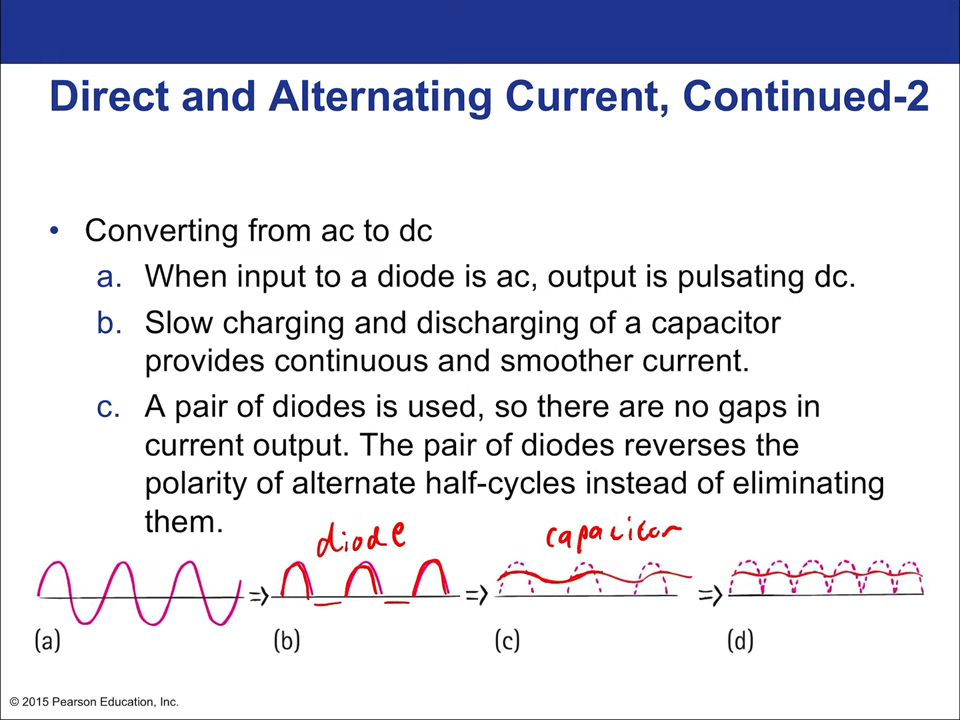 Direct and Alternating Current, Continued-2
• Converting from ac to dc
a. When input to a diode is ac, output is pulsating dc.
b. Slow charging and discharging of a capacitor
provides continuous and smoother current.
c. A pair of diodes is used, so there are no gaps in
current output. The pair of diodes reverses the
polarity of alternate half-cycles instead of eliminating
them.
diode
capacitor
(a) (b) (c) (d)
© 2015 Pearson Education, Inc.